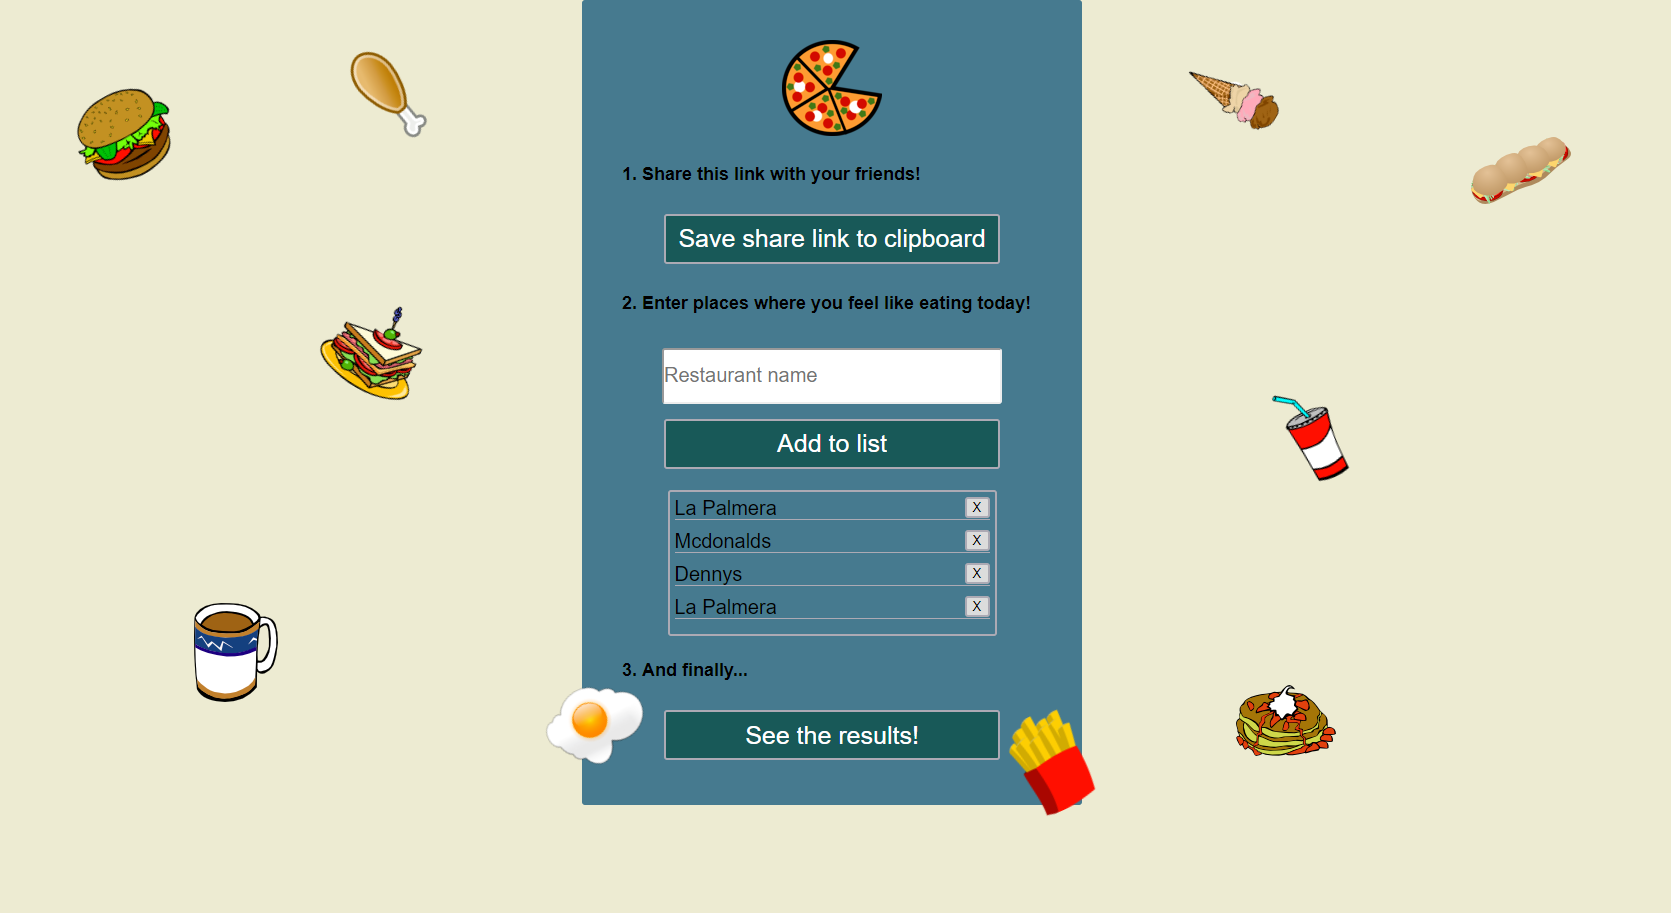 1. Share this link with your friends!
Save share link to clipboard
2. Enter places where you feel like eating today!
Restaurant name
Add to list
La Palmera X
Mcdonalds X
Dennys X
La Palmera X
3. And finally...
See the results!